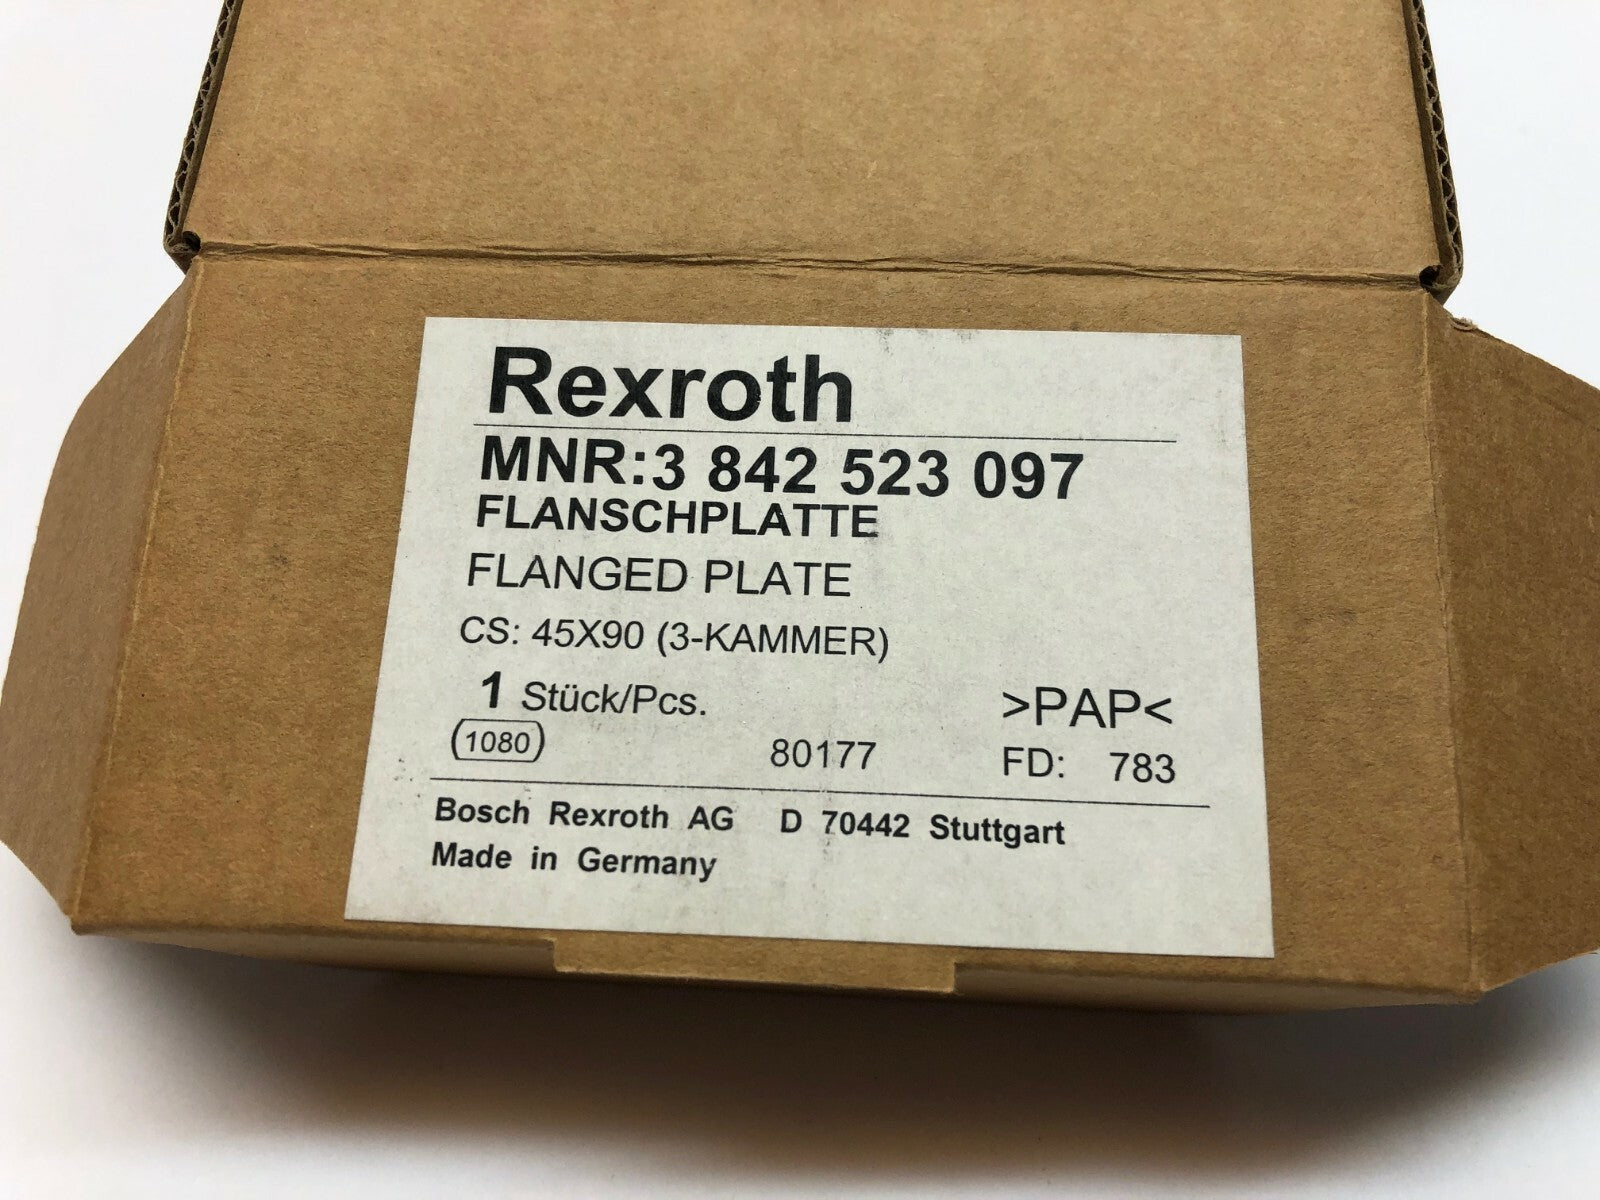 Rexroth
MNR:3 842 523 097
FLANSCHPLATTE
FLANGED PLATE
CS: 45X90 (3-KAMMER)
1 Stück/Pcs.
>PAP<
1080
80177
FD: 783
Bosch Rexroth AG D 70442 Stuttgart
Made in Germany